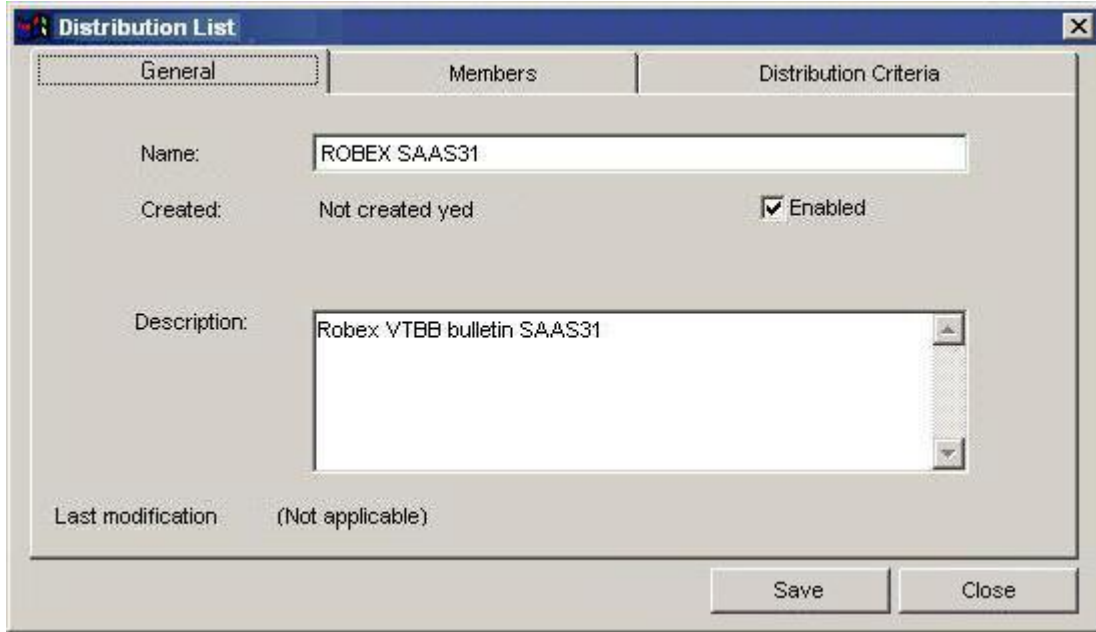 Distribution List
General Members Distribution Criteria
Name: ROBEX SAAS31
Created: Not created yed Enabled
Description: Robex VTBB bulletin SAAS31
Last modification (Not applicable)
Save Close